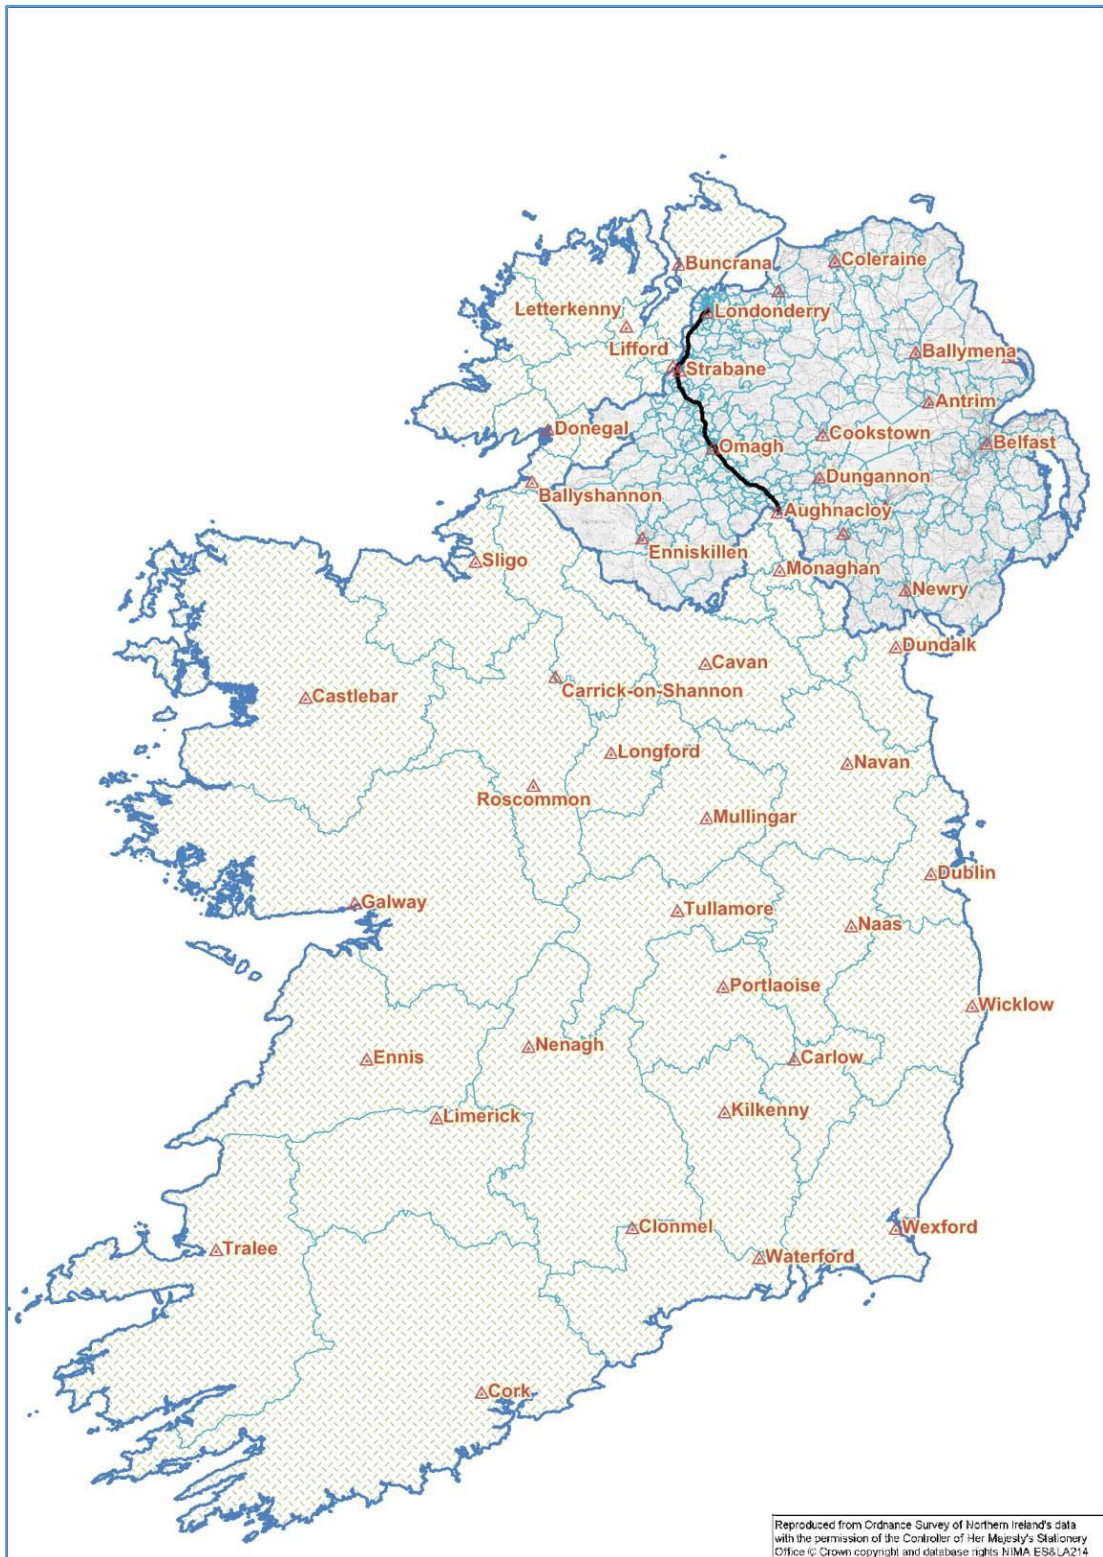 Buncrana
Coleraine
Letterkenny
Londonderry
Lifford
Strabane
Ballymena
Antrim
Donegal
Omagh
Cookstown
Belfast
Dungannon
Ballyshannon
Aughnacloy
Enniskillen
Sligo
Monaghan
Newry
Dundalk
Cavan
Carrick-on-Shannon
Castlebar
Longford
Navan
Roscommon
Mullingar
Dublin
Galway
Tullamore
Naas
Portlaoise
Wicklow
Nenagh
Ennis
Carlow
Kilkenny
Limerick
Clonmel
Wexford
Tralee
Waterford
Cork
Reproduced from Ordnance Survey of Northern Ireland's data
with the permission of the Controller of Her Majesty's Stationery
Office © Crown copyright and database rights NIMA ES&LA214